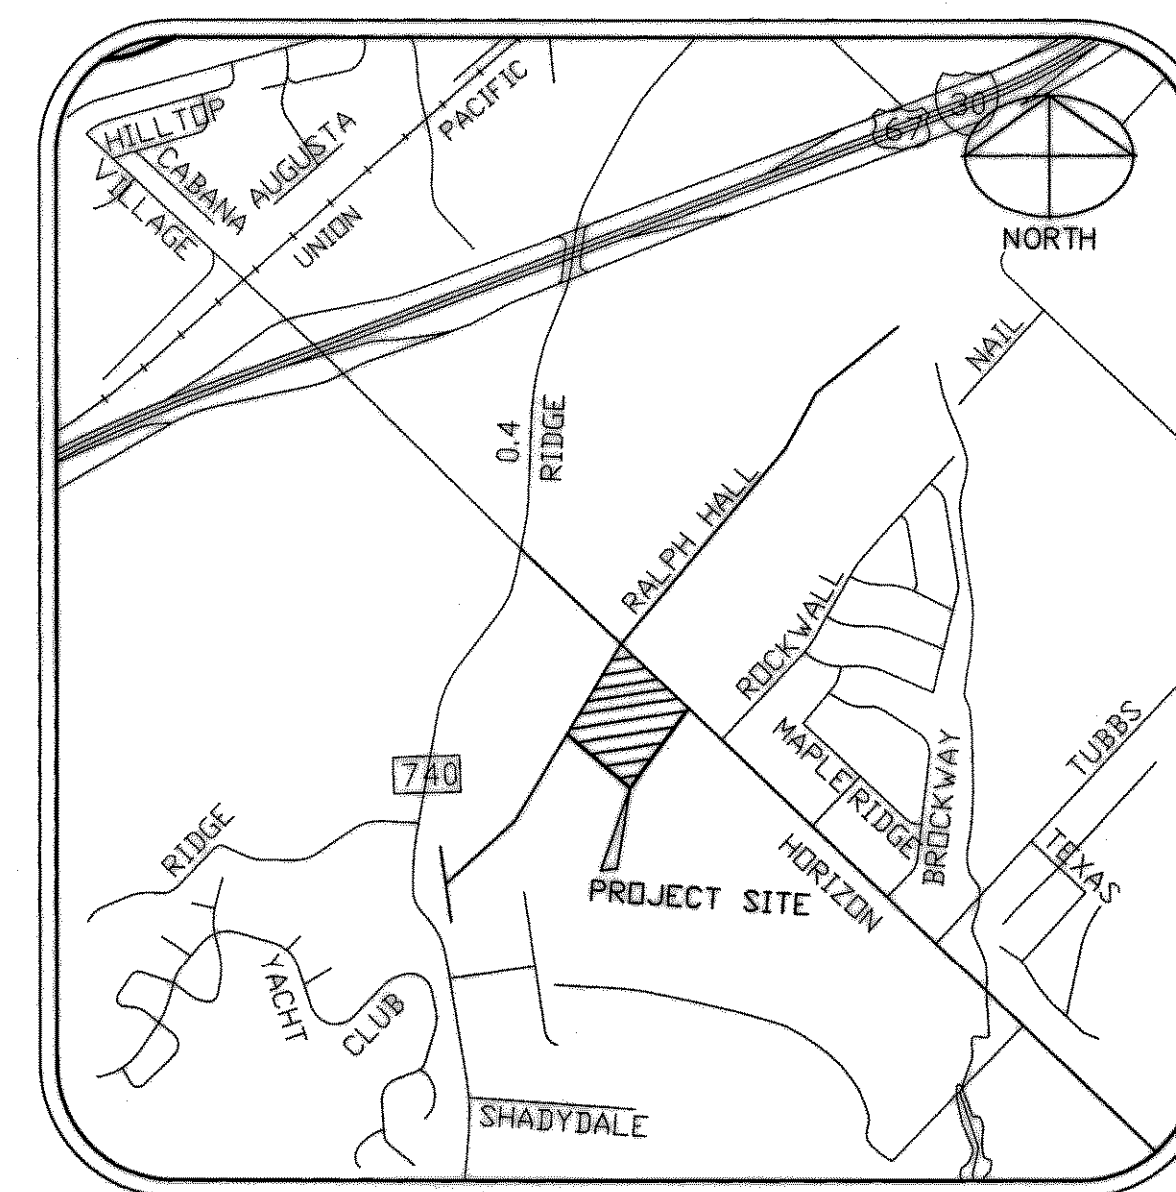 HILLTOP
CABANA
VILLAGE
AUGUSTA
UNION PACIFIC
67
30
NORTH
NAIL
0.4
RIDGE
RALPH HALL
ROCKWALL
740
MAPLE RIDGE
BROCKWAY
TUBBS
TEXAS
HORIZON
RIDGE
PROJECT SITE
YACHT CLUB
SHADYDALE